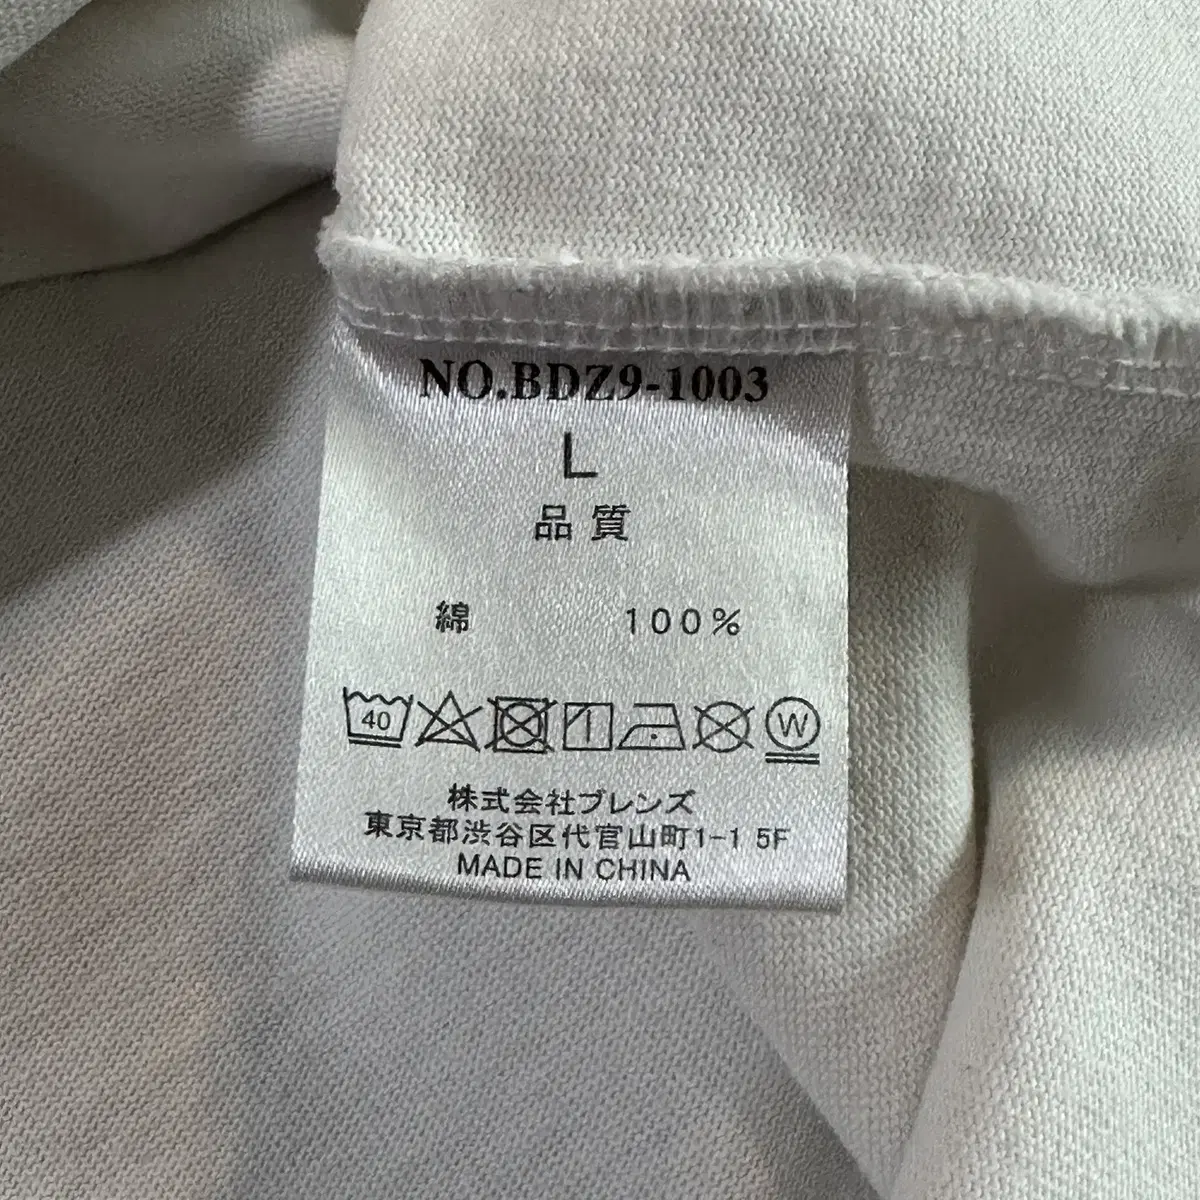 NO.BDZ9-1003
L
品質
綿 100%
40 W
株式会社ブレンズ
東京都渋谷区代官山町1-1 5F
MADE IN CHINA